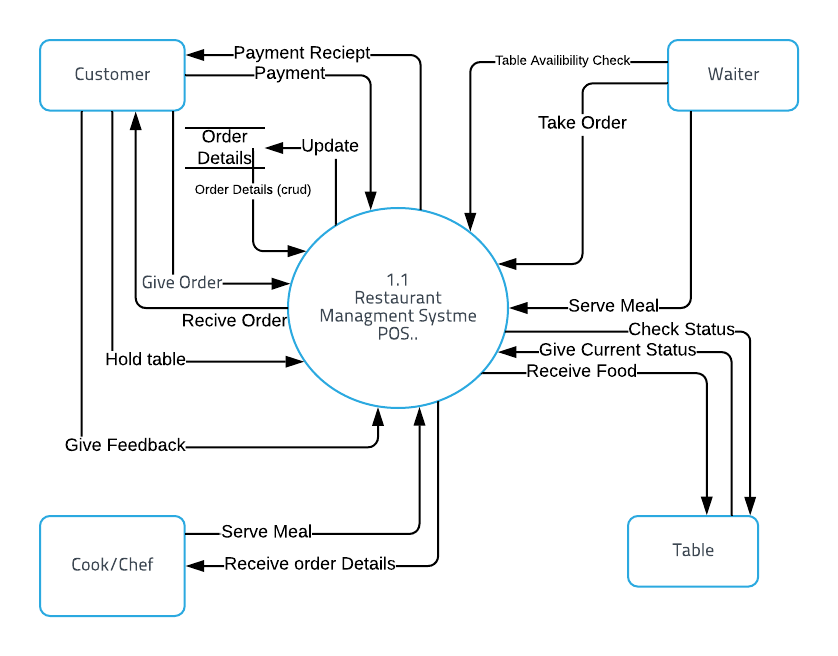 Payment Reciept
Customer
Payment
Table Availibility Check
Waiter
Take Order
Order
Details
Update
Order Details (crud)
Give Order
1.1
Restaurant
Managment Systme
POS..
Recive Order
Serve Meal
Check Status
Give Current Status
Receive Food
Hold table
Give Feedback
Serve Meal
Receive order Details
Cook/Chef
Table